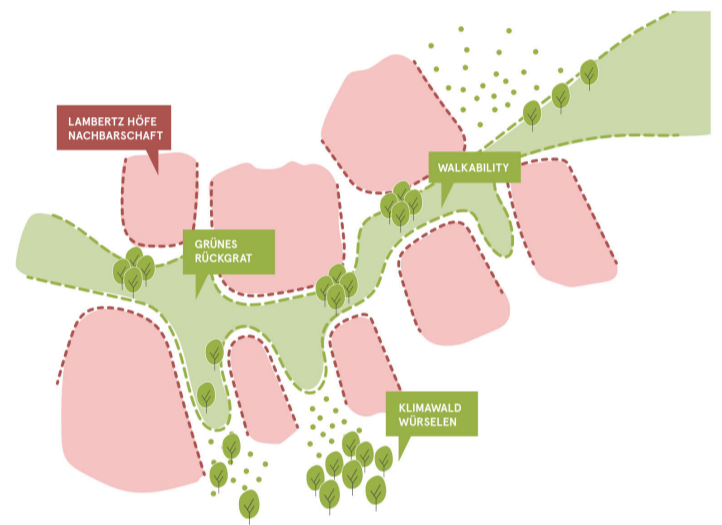 LAMBERTZ HÖFE
NACHBARSCHAFT
WALKABILITY
GRÜNES
RÜCKGRAT
KLIMAWALD
WÜRSELEN